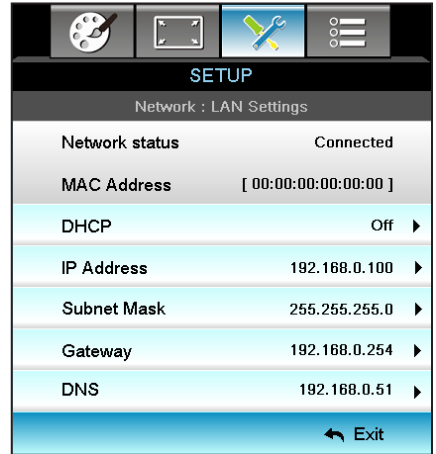 SETUP
Network : LAN Settings
Network status Connected
MAC Address [ 00:00:00:00:00:00 ]
DHCP Off
IP Address 192.168.0.100
Subnet Mask 255.255.255.0
Gateway 192.168.0.254
DNS 192.168.0.51
Exit